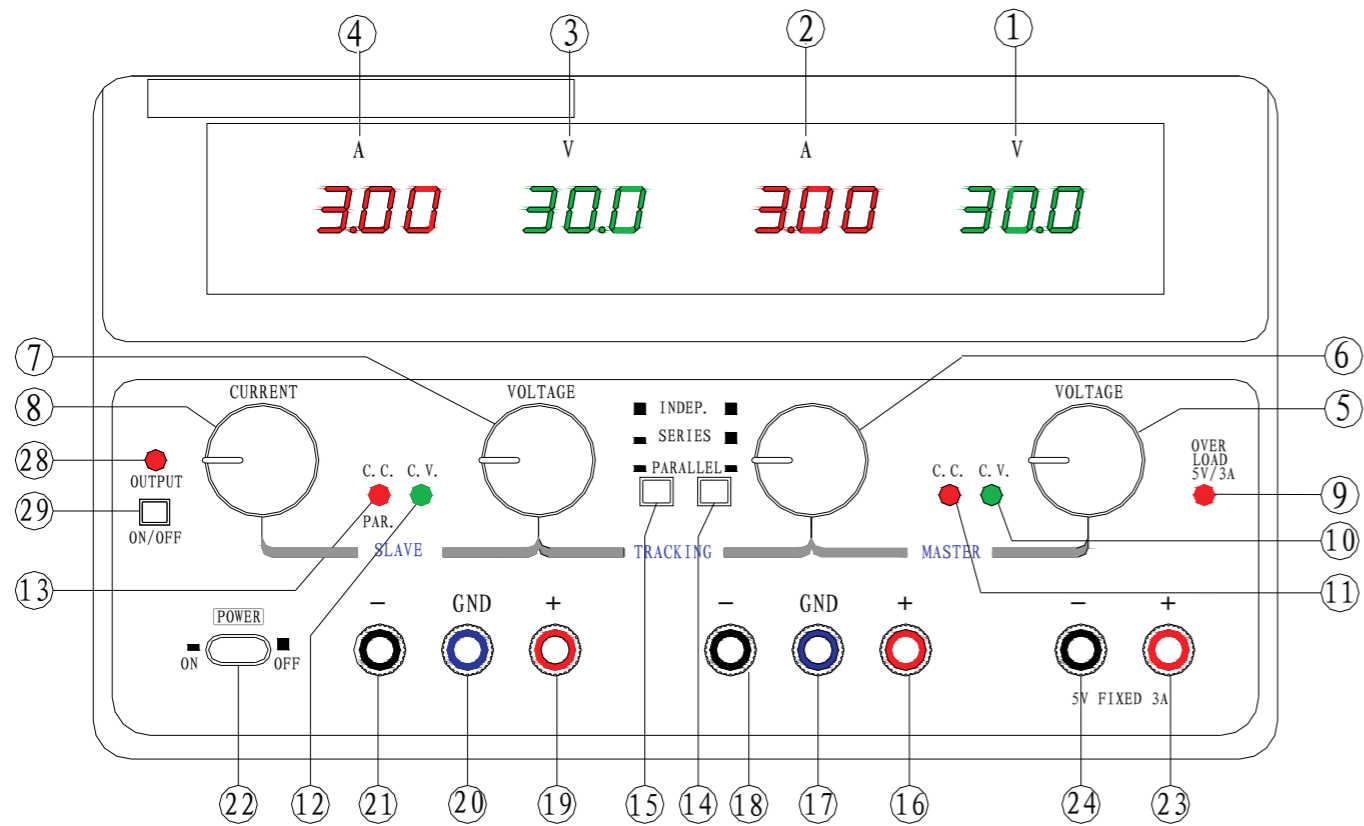 4 3 2 1
A V A V
3.00 30.0 3.00 30.0
7 6
CURRENT VOLTAGE VOLTAGE
8 INDEP. 5
SERIES
28 OUTPUT C.C. C.V. PARALLEL C.C. C.V. OVER
LOAD
5V/3A
9
29 ON/OFF PAR.
SLAVE TRACKING MASTER 10
13 11
POWER − GND + − GND + − +
ON OFF
5V FIXED 3A
22 12 21 20 19 15 14 18 17 16 24 23